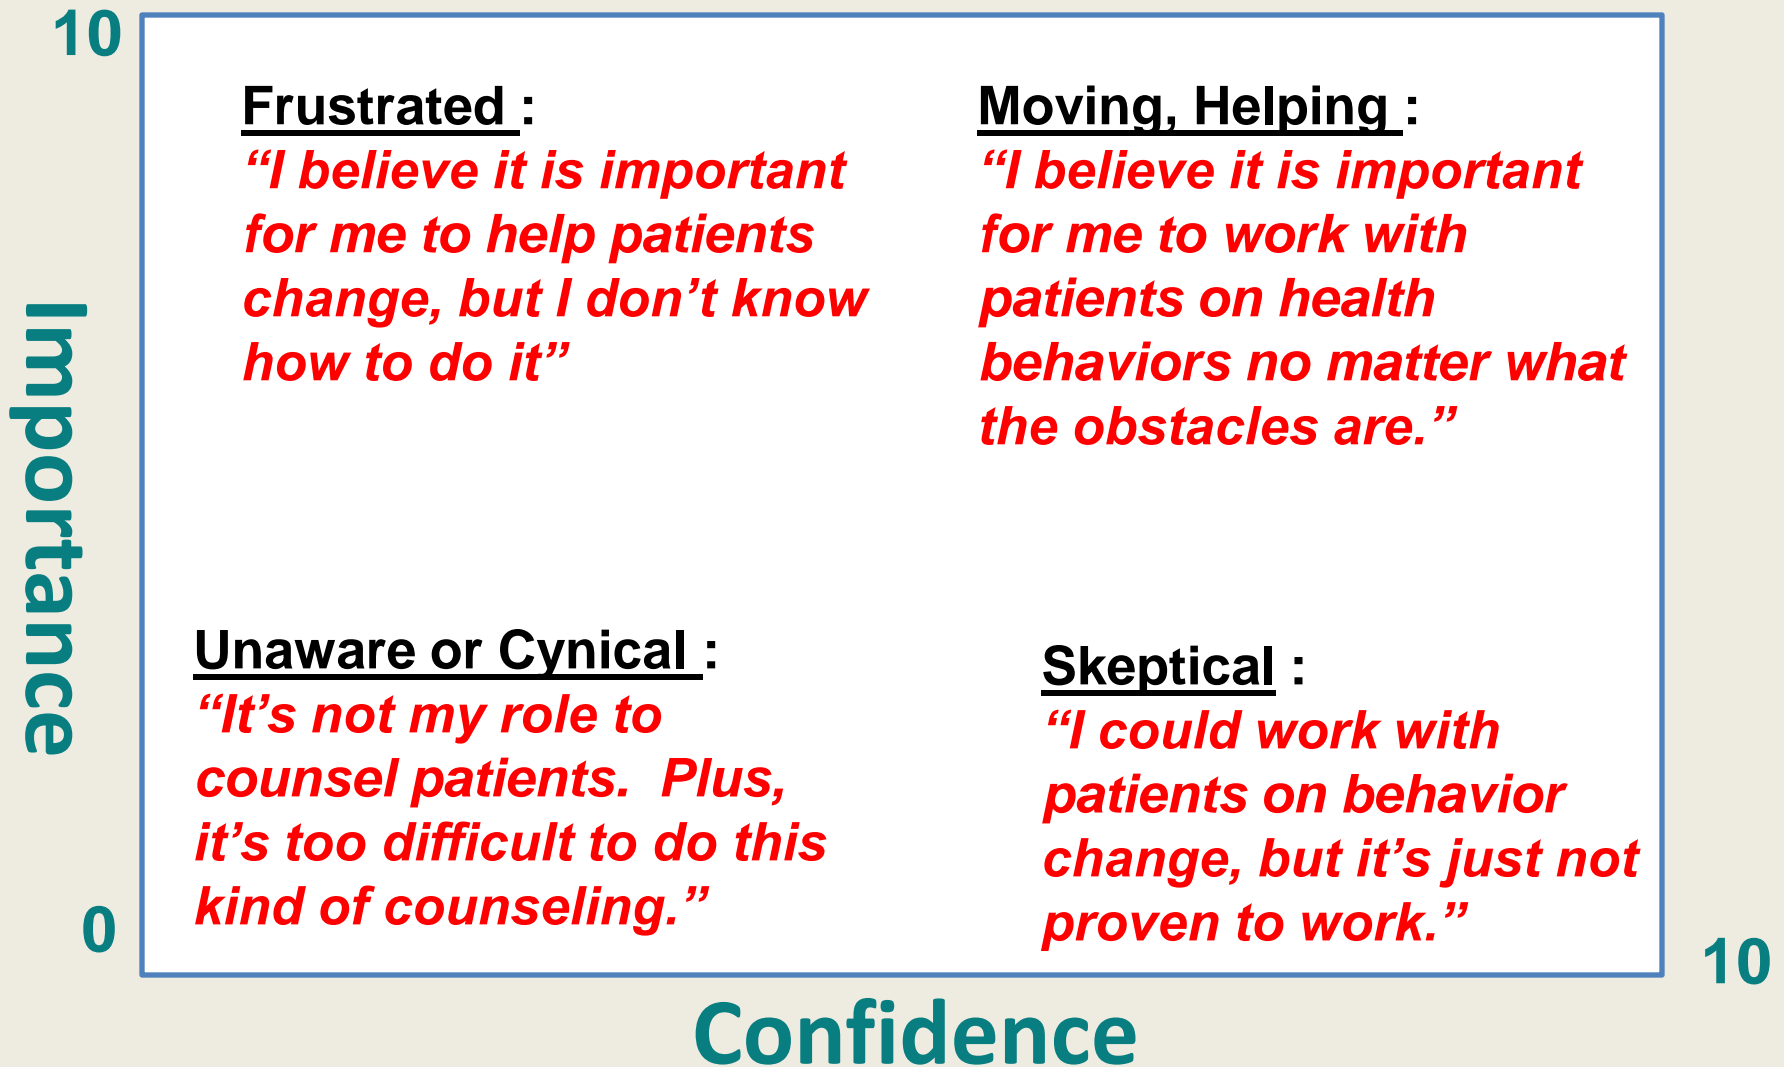 10
Frustrated :
“I believe it is important
for me to help patients
change, but I don’t know
how to do it”
Moving, Helping :
“I believe it is important
for me to work with
patients on health
behaviors no matter what
the obstacles are.”
Importance
Unaware or Cynical :
“It’s not my role to
counsel patients.  Plus,
it’s too difficult to do this
kind of counseling.”
Skeptical :
“I could work with
patients on behavior
change, but it’s just not
proven to work.”
0
10
Confidence